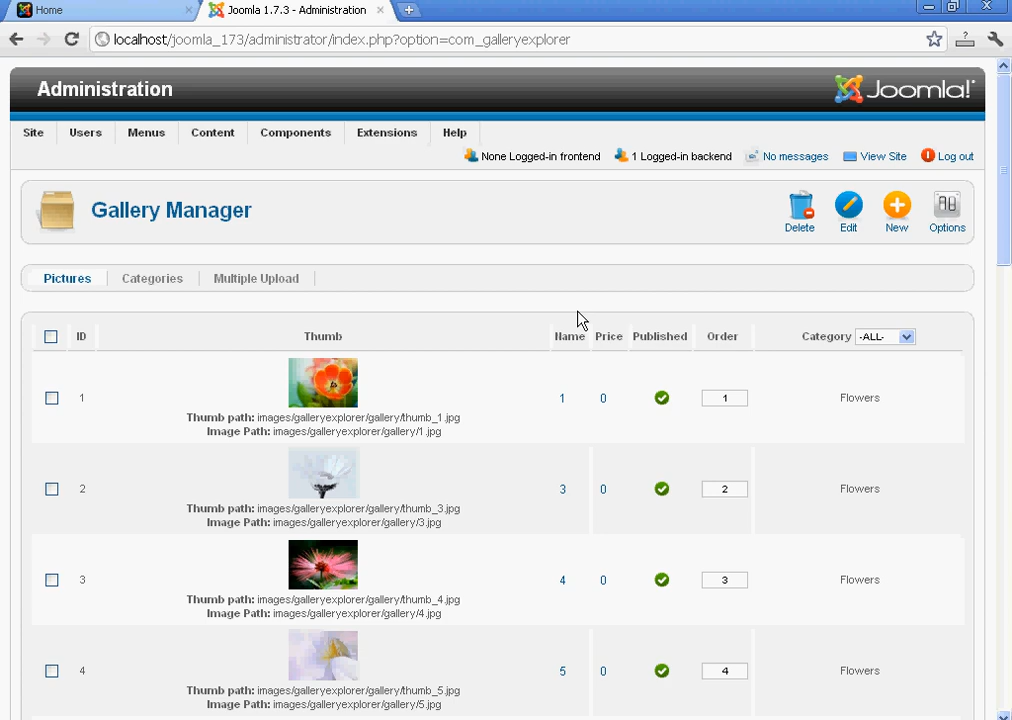 Home
Joomla 1.7.3 - Administration
localhost/joomla_173/administrator/index.php?option=com_galleryexplorer
Administration
Joomla!
Site Users Menus Content Components Extensions Help
None Logged-in frontend 1 Logged-in backend No messages View Site Log out
Gallery Manager
Delete Edit New Options
Pictures Categories Multiple Upload
ID Thumb Name Price Published Order Category -ALL-
1 1 0 1 Flowers
Thumb path: images/galleryexplorer/gallery/thumb_1.jpg
Image Path: images/galleryexplorer/gallery/1.jpg
2 3 0 2 Flowers
Thumb path: images/galleryexplorer/gallery/thumb_3.jpg
Image Path: images/galleryexplorer/gallery/3.jpg
3 4 0 3 Flowers
Thumb path: images/galleryexplorer/gallery/thumb_4.jpg
Image Path: images/galleryexplorer/gallery/4.jpg
4 5 0 4 Flowers
Thumb path: images/galleryexplorer/gallery/thumb_5.jpg
Image Path: images/galleryexplorer/gallery/5.jpg